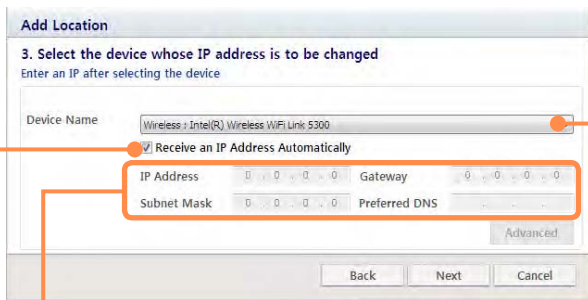 Add Location
3. Select the device whose IP address is to be changed
Enter an IP after selecting the device
Device Name Wireless : Intel(R) Wireless WiFi Link 5300
Receive an IP Address Automatically
IP Address 0 . 0 . 0 . 0 Gateway 0 . 0 . 0 . 0
Subnet Mask 0 . 0 . 0 . 0 Preferred DNS . . .
Advanced
Back Next Cancel